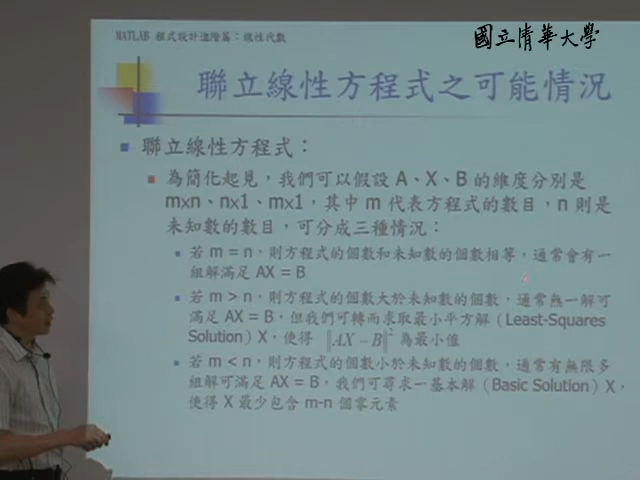 MATLAB 程式設計進階篇：線性代數
國立清華大學
聯立線性方程式之可能情況
聯立線性方程式：
為簡化起見，我們可以假設 A、X、B 的維度分別是
mxn、nx1、mx1，其中 m 代表方程式的數目，n 則是
未知數的數目，可分成三種情況：
若 m = n，則方程式的個數和未知數的個數相等，通常會有一
組解滿足 AX = B
若 m > n，則方程式的個數大於未知數的個數，通常無一解可
滿足 AX = B，但我們可轉而求取最小平方解（Least-Squares
Solution）X，使得 ‖AX − B‖² 為最小值
若 m < n，則方程式的個數小於未知數的個數，通常有無限多
組解可滿足 AX = B，我們可尋求一基本解（Basic Solution）X，
使得 X 最少包含 m-n 個零元素